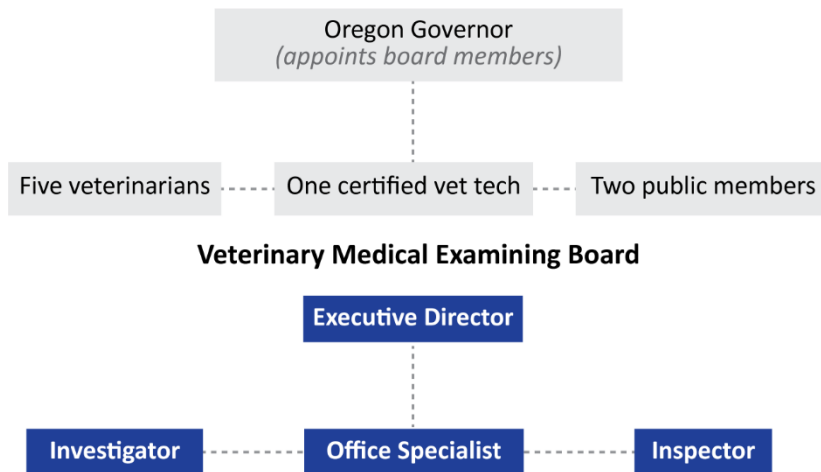 Oregon Governor
(appoints board members)
Five veterinarians
One certified vet tech
Two public members
Veterinary Medical Examining Board
Executive Director
Investigator
Office Specialist
Inspector